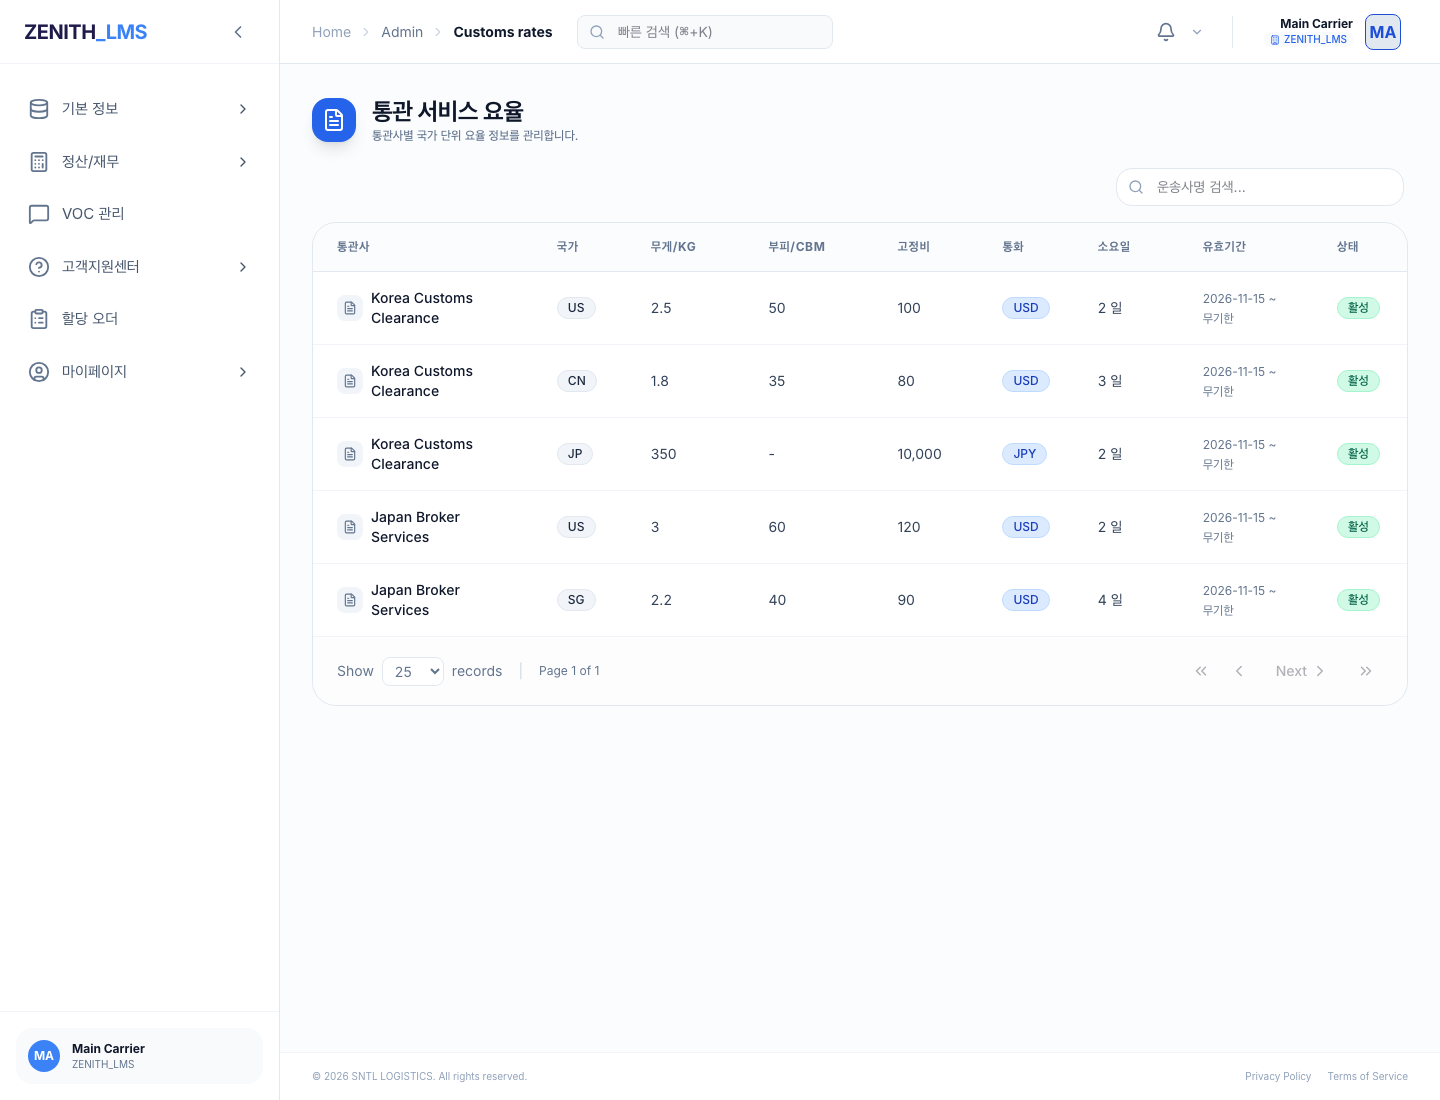 ZENITH_LMS
기본 정보
정산/재무
VOC 관리
고객지원센터
할당 오더
마이페이지
MA
Main Carrier
ZENITH_LMS
Home
Admin
Customs rates
빠른 검색 (⌘+K)
Main Carrier
ZENITH_LMS
MA
통관 서비스 요율
통관사별 국가 단위 요율 정보를 관리합니다.
운송사명 검색...
통관사 국가 무게/KG 부피/CBM 고정비 통화 소요일 유효기간 상태
Korea Customs Clearance US 2.5 50 100 USD 2 일 2026-11-15 ~ 무기한 활성
Korea Customs Clearance CN 1.8 35 80 USD 3 일 2026-11-15 ~ 무기한 활성
Korea Customs Clearance JP 350 - 10,000 JPY 2 일 2026-11-15 ~ 무기한 활성
Japan Broker Services US 3 60 120 USD 2 일 2026-11-15 ~ 무기한 활성
Japan Broker Services SG 2.2 40 90 USD 4 일 2026-11-15 ~ 무기한 활성
Show 25 records | Page 1 of 1
Next
© 2026 SNTL LOGISTICS. All rights reserved.
Privacy Policy
Terms of Service